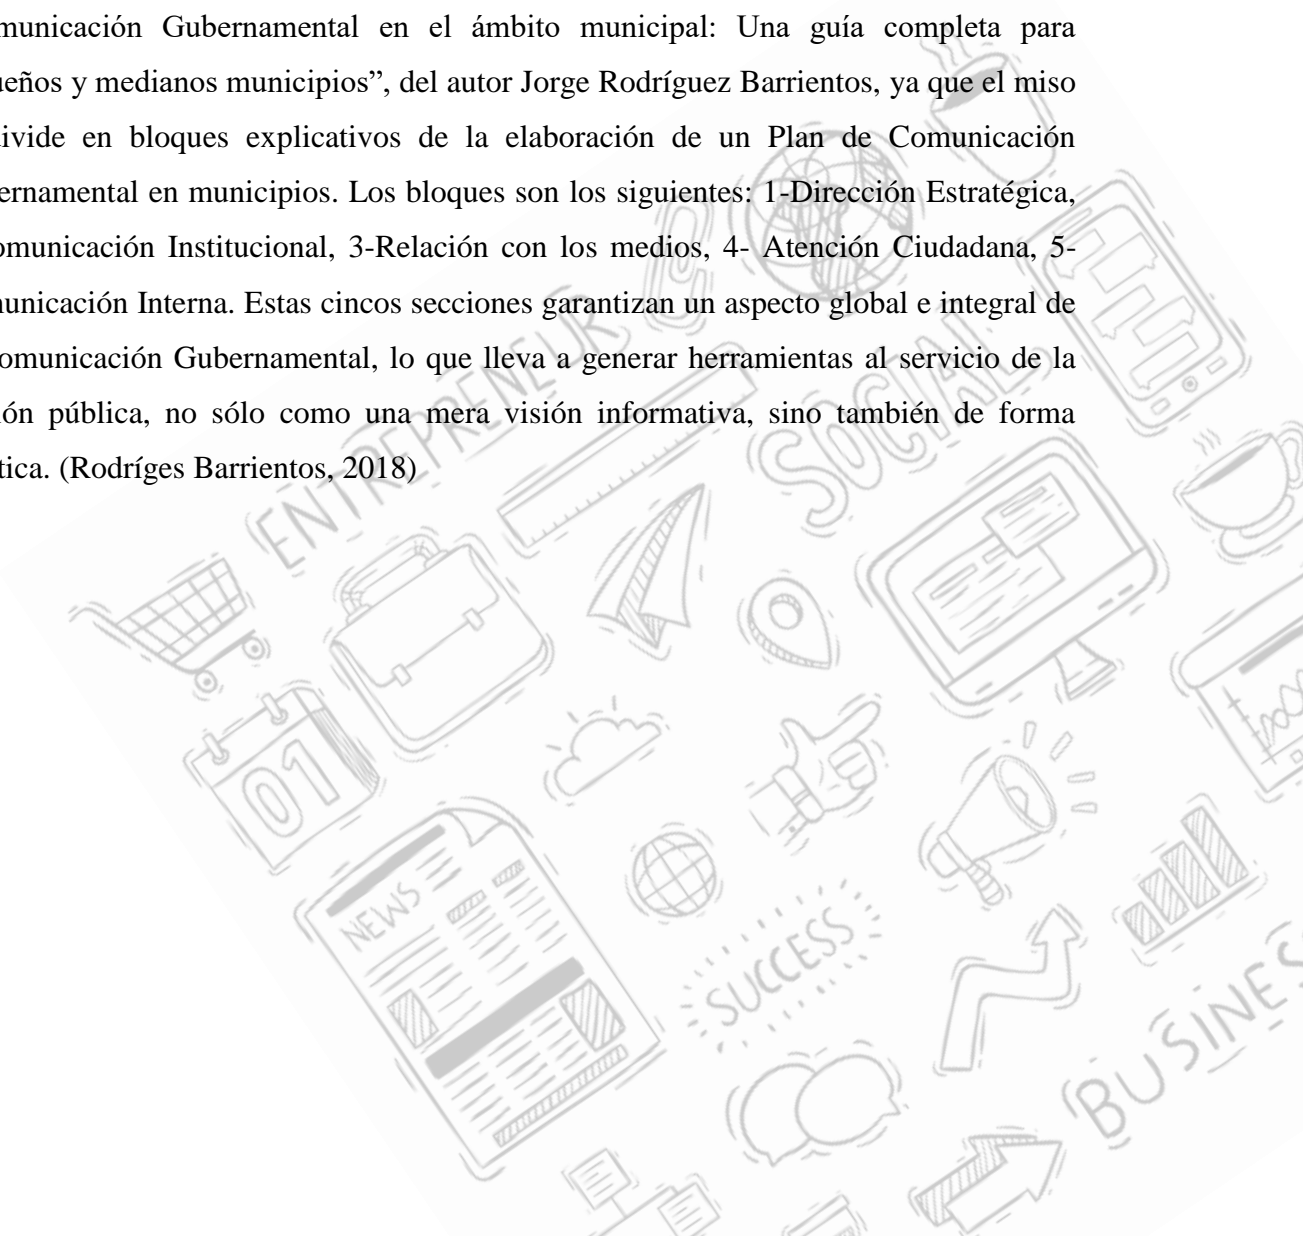 municación Gubernamental en el ámbito municipal: Una guía completa para
ueños y medianos municipios”, del autor Jorge Rodríguez Barrientos, ya que el miso
ivide en bloques explicativos de la elaboración de un Plan de Comunicación
ernamental en municipios. Los bloques son los siguientes: 1-Dirección Estratégica,
omunicación Institucional, 3-Relación con los medios, 4- Atención Ciudadana, 5-
unicación Interna. Estas cincos secciones garantizan un aspecto global e integral de
omunicación Gubernamental, lo que lleva a generar herramientas al servicio de la
ión pública, no sólo como una mera visión informativa, sino también de forma
tica. (Rodríges Barrientos, 2018)
ENTREPRENEUR
SOCIAL
01
NEWS
SUCCESS
BUSINES